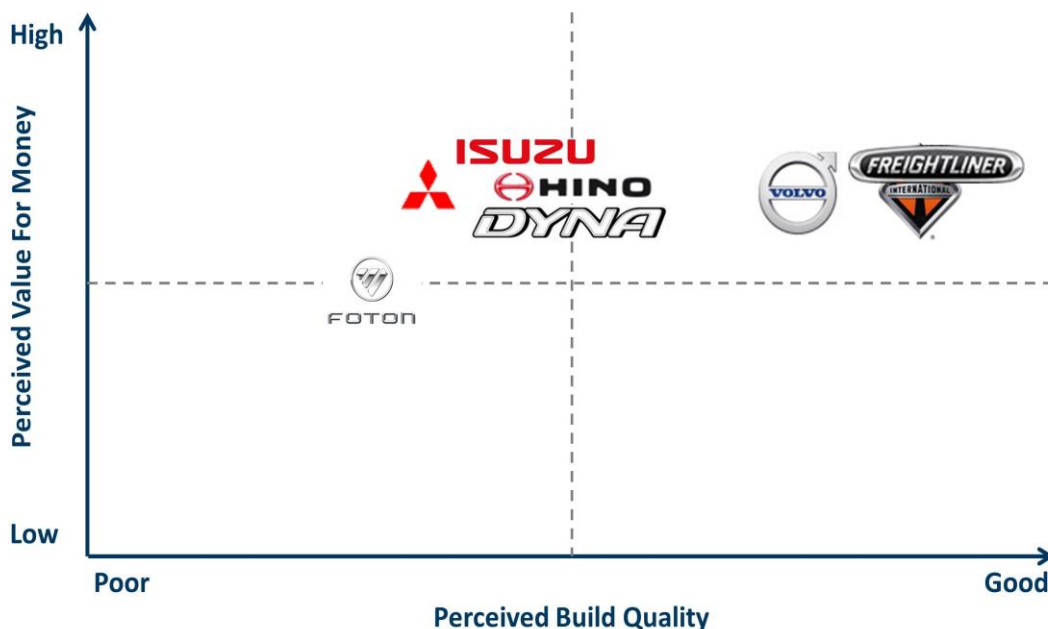 High
Perceived Value For Money
ISUZU
HINO
DYNA
VOLVO
FREIGHTLINER
INTERNATIONAL
FOTON
Low
Poor
Good
Perceived Build Quality